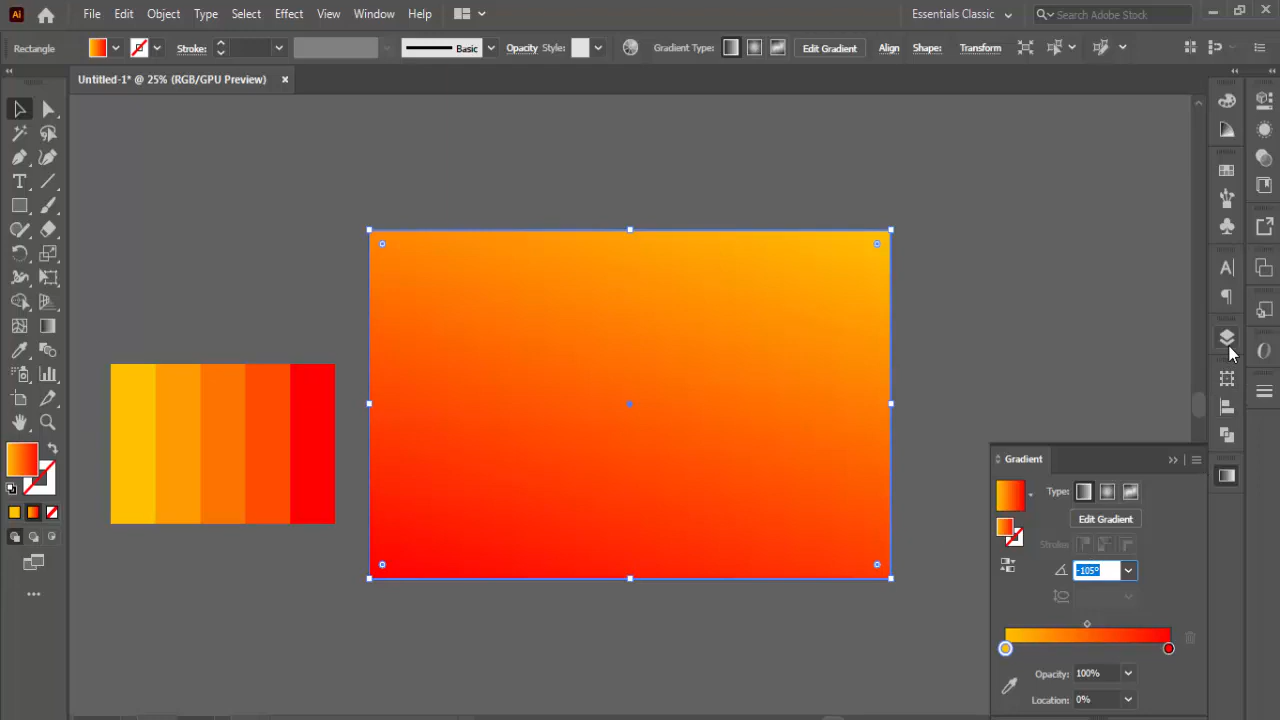 Ai File Edit Object Type Select Effect View Window Help Essentials Classic Search Adobe Stock
Rectangle Stroke: Basic Opacity Style: Gradient Type: Edit Gradient Align Shape: Transform
Untitled-1* @ 25% (RGB/GPU Preview)
Gradient
Type:
Edit Gradient
Stroke:
-105°
Opacity: 100%
Location: 0%